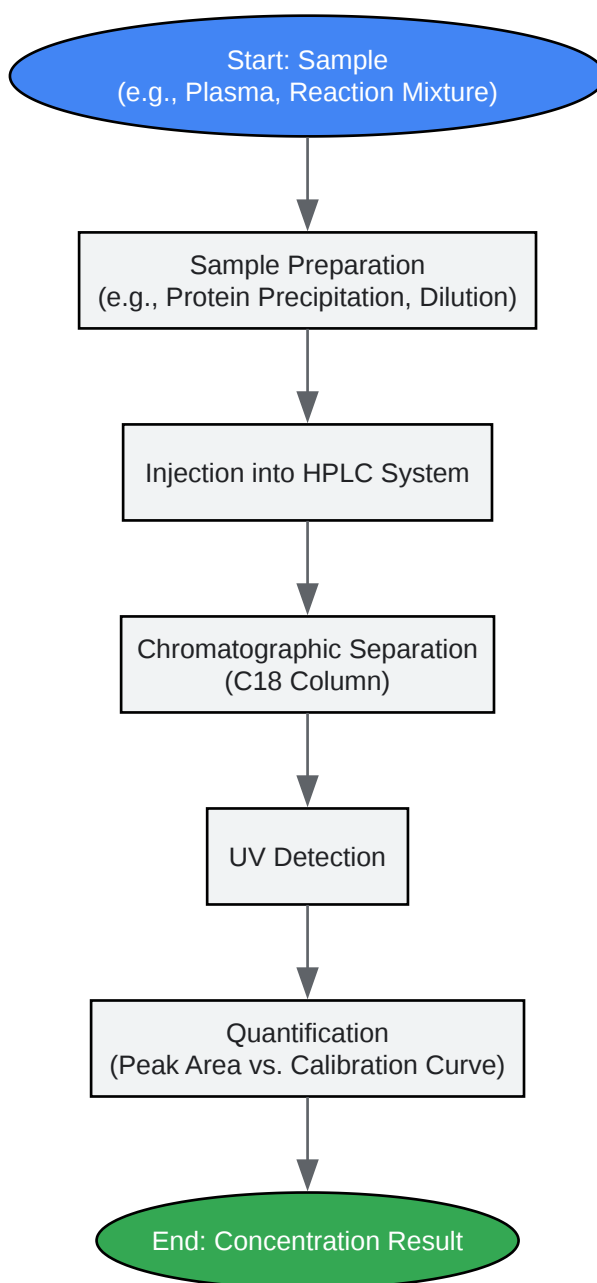 Start: Sample
(e.g., Plasma, Reaction Mixture)
Sample Preparation
(e.g., Protein Precipitation, Dilution)
Injection into HPLC System
Chromatographic Separation
(C18 Column)
UV Detection
Quantification
(Peak Area vs. Calibration Curve)
End: Concentration Result